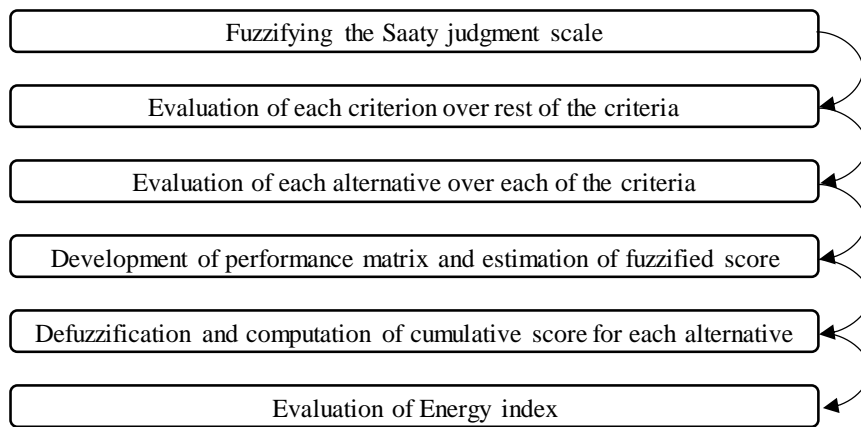 Fuzzifying the Saaty judgment scale
Evaluation of each criterion over rest of the criteria
Evaluation of each alternative over each of the criteria
Development of performance matrix and estimation of fuzzified score
Defuzzification and computation of cumulative score for each alternative
Evaluation of Energy index